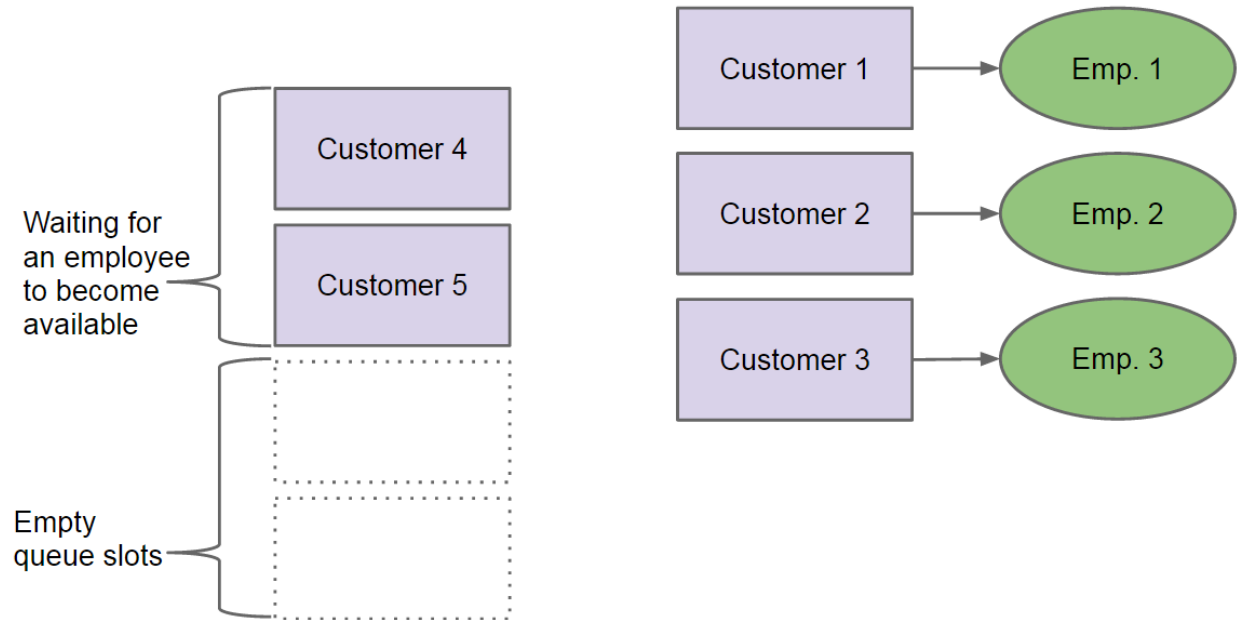 Customer 1
Emp. 1
Customer 4
Customer 2
Emp. 2
Waiting for
an employee
to become
available
Customer 5
Customer 3
Emp. 3
Empty
queue slots